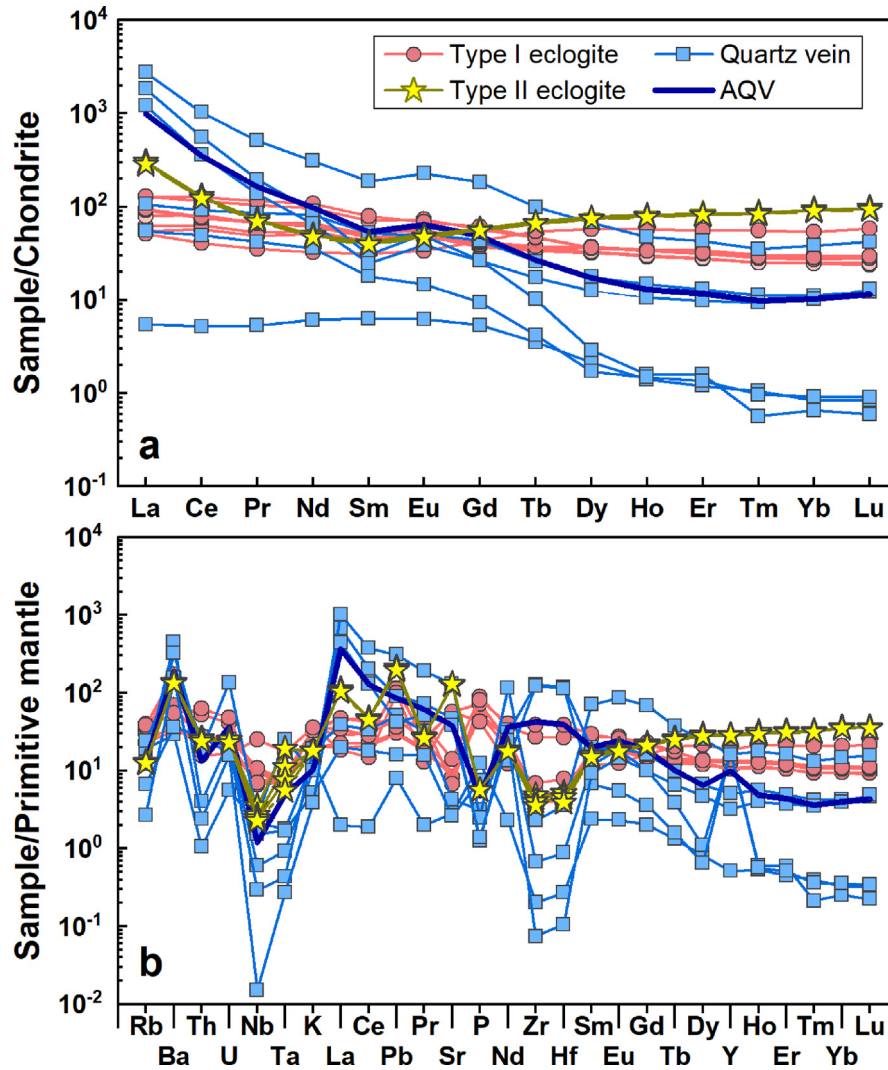 10^4
Type I eclogite
Quartz vein
Type II eclogite
AQV
10^3
10^2
10^1
10^0
10^-1
Sample/Chondrite
a
La Ce Pr Nd Sm Eu Gd Tb Dy Ho Er Tm Yb Lu
10^4
10^3
10^2
10^1
10^0
10^-1
10^-2
Sample/Primitive mantle
b
Rb Th Nb K Ce Pr P Zr Sm Gd Dy Ho Tm Lu
Ba U Ta La Pb Sr Nd Hf Eu Tb Y Er Yb